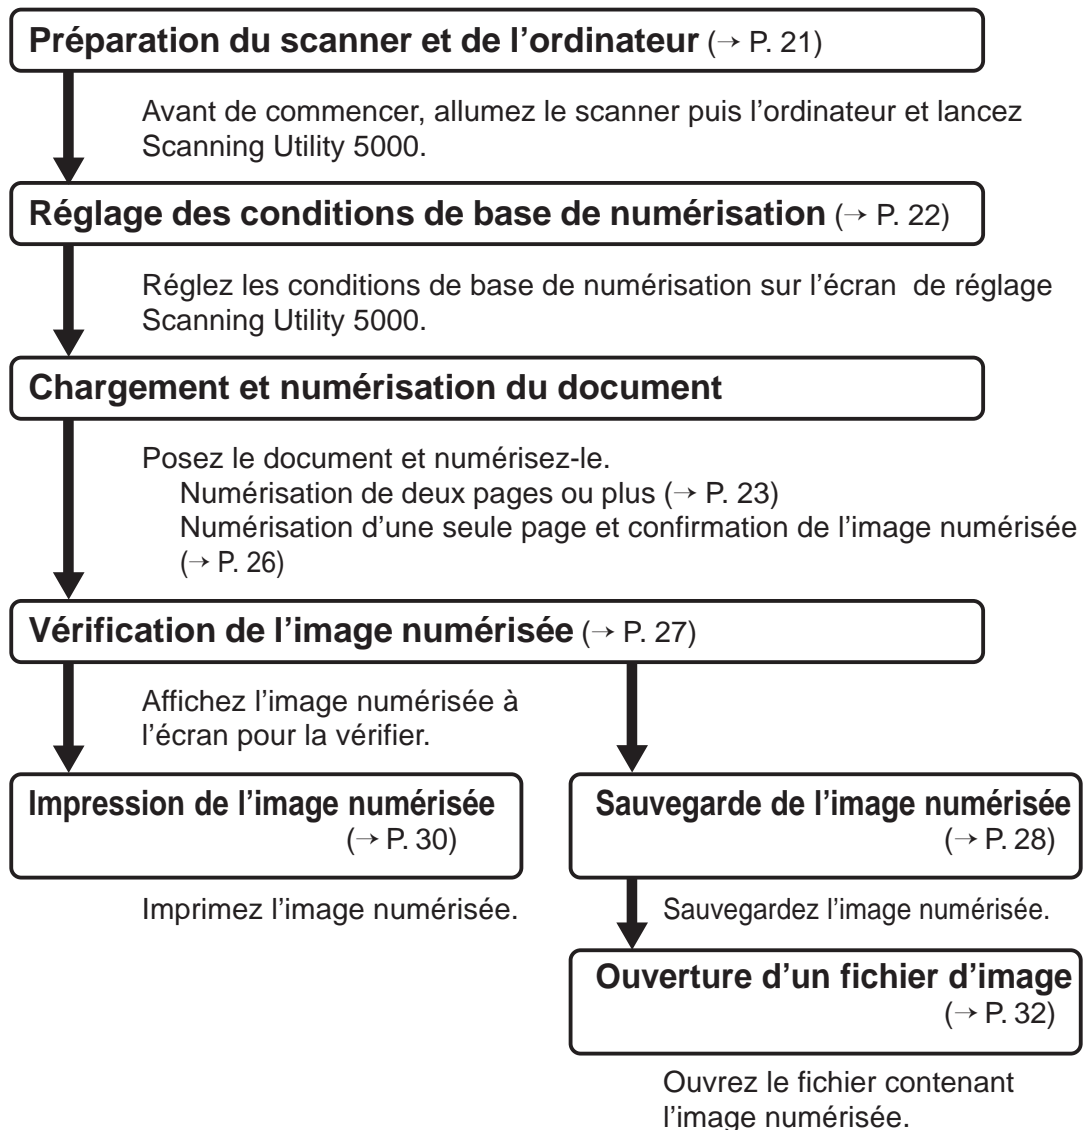 Préparation du scanner et de l’ordinateur (→ P. 21)
Avant de commencer, allumez le scanner puis l’ordinateur et lancez
Scanning Utility 5000.
Réglage des conditions de base de numérisation (→ P. 22)
Réglez les conditions de base de numérisation sur l’écran  de réglage
Scanning Utility 5000.
Chargement et numérisation du document
Posez le document et numérisez-le.
Numérisation de deux pages ou plus (→ P. 23)
Numérisation d’une seule page et confirmation de l’image numérisée
(→ P. 26)
Vérification de l’image numérisée (→ P. 27)
Affichez l’image numérisée à
l’écran pour la vérifier.
Impression de l’image numérisée
(→ P. 30)
Imprimez l’image numérisée.
Sauvegarde de l’image numérisée
(→ P. 28)
Sauvegardez l’image numérisée.
Ouverture d’un fichier d’image
(→ P. 32)
Ouvrez le fichier contenant
l’image numérisée.